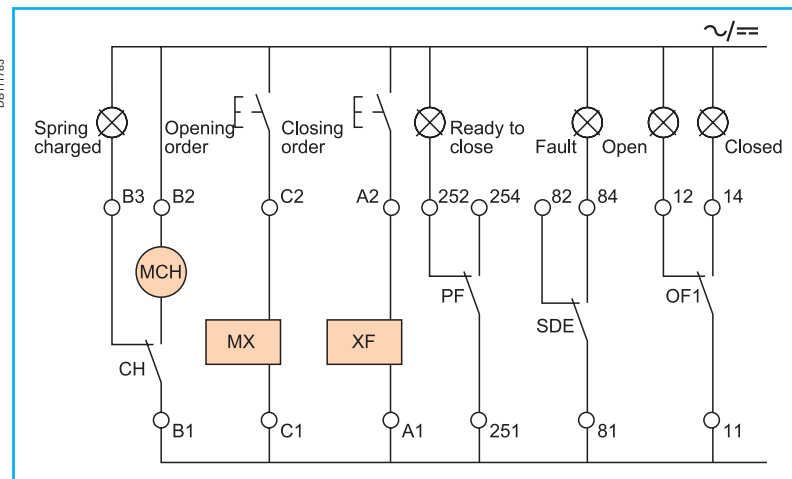 ~/==
Spring charged
Opening order
Closing order
Ready to close
Fault
Open
Closed
B3
B2
C2
A2
252
254
82
84
12
14
MCH
PF
OF1
SDE
MX
XF
CH
B1
C1
A1
251
81
11